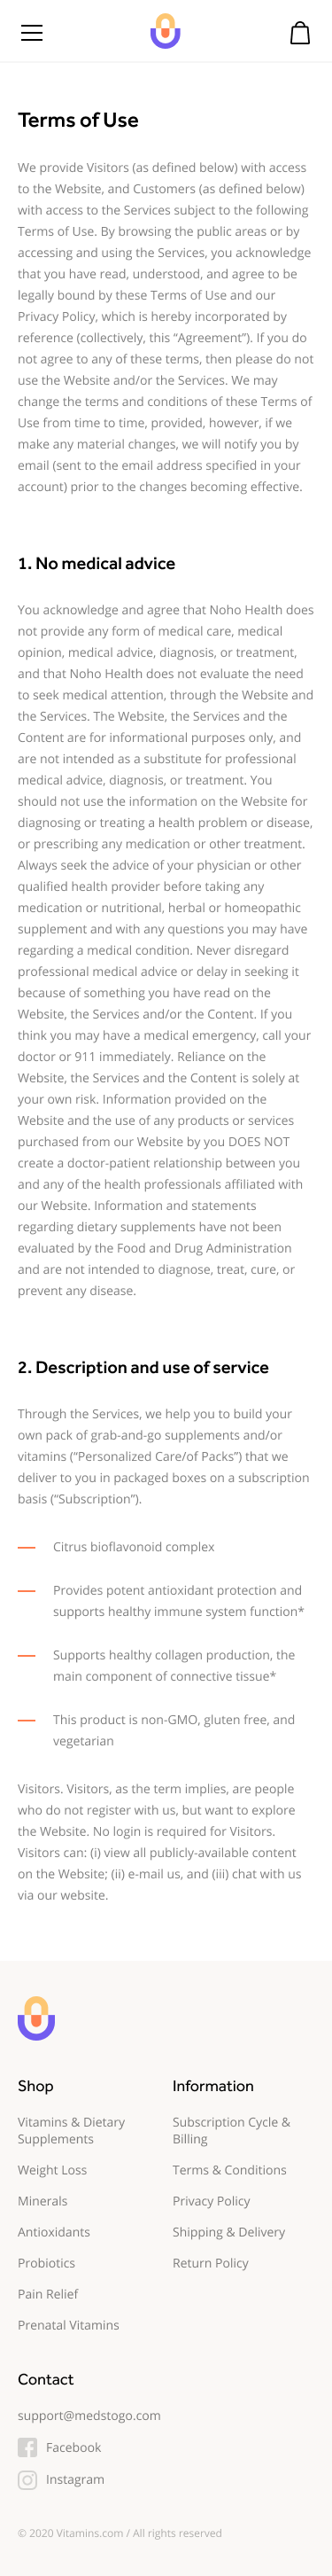 Terms of Use
We provide Visitors (as defined below) with access
to the Website, and Customers (as defined below)
with access to the Services subject to the following
Terms of Use. By browsing the public areas or by
accessing and using the Services, you acknowledge
that you have read, understood, and agree to be
legally bound by these Terms of Use and our
Privacy Policy, which is hereby incorporated by
reference (collectively, this “Agreement”). If you do
not agree to any of these terms, then please do not
use the Website and/or the Services. We may
change the terms and conditions of these Terms of
Use from time to time, provided, however, if we
make any material changes, we will notify you by
email (sent to the email address specified in your
account) prior to the changes becoming effective.
1. No medical advice
You acknowledge and agree that Noho Health does
not provide any form of medical care, medical
opinion, medical advice, diagnosis, or treatment,
and that Noho Health does not evaluate the need
to seek medical attention, through the Website and
the Services. The Website, the Services and the
Content are for informational purposes only, and
are not intended as a substitute for professional
medical advice, diagnosis, or treatment. You
should not use the information on the Website for
diagnosing or treating a health problem or disease,
or prescribing any medication or other treatment.
Always seek the advice of your physician or other
qualified health provider before taking any
medication or nutritional, herbal or homeopathic
supplement and with any questions you may have
regarding a medical condition. Never disregard
professional medical advice or delay in seeking it
because of something you have read on the
Website, the Services and/or the Content. If you
think you may have a medical emergency, call your
doctor or 911 immediately. Reliance on the
Website, the Services and the Content is solely at
your own risk. Information provided on the
Website and the use of any products or services
purchased from our Website by you DOES NOT
create a doctor-patient relationship between you
and any of the health professionals affiliated with
our Website. Information and statements
regarding dietary supplements have not been
evaluated by the Food and Drug Administration
and are not intended to diagnose, treat, cure, or
prevent any disease.
2. Description and use of service
Through the Services, we help you to build your
own pack of grab-and-go supplements and/or
vitamins (“Personalized Care/of Packs”) that we
deliver to you in packaged boxes on a subscription
basis (“Subscription”).
Citrus bioflavonoid complex
Provides potent antioxidant protection and
supports healthy immune system function*
Supports healthy collagen production, the
main component of connective tissue*
This product is non-GMO, gluten free, and
vegetarian
Visitors. Visitors, as the term implies, are people
who do not register with us, but want to explore
the Website. No login is required for Visitors.
Visitors can: (i) view all publicly-available content
on the Website; (ii) e-mail us, and (iii) chat with us
via our website.
Shop
Vitamins & Dietary
Supplements
Weight Loss
Minerals
Antioxidants
Probiotics
Pain Relief
Prenatal Vitamins
Information
Subscription Cycle &
Billing
Terms & Conditions
Privacy Policy
Shipping & Delivery
Return Policy
Contact
support@medstogo.com
Facebook
Instagram
© 2020 Vitamins.com / All rights reserved